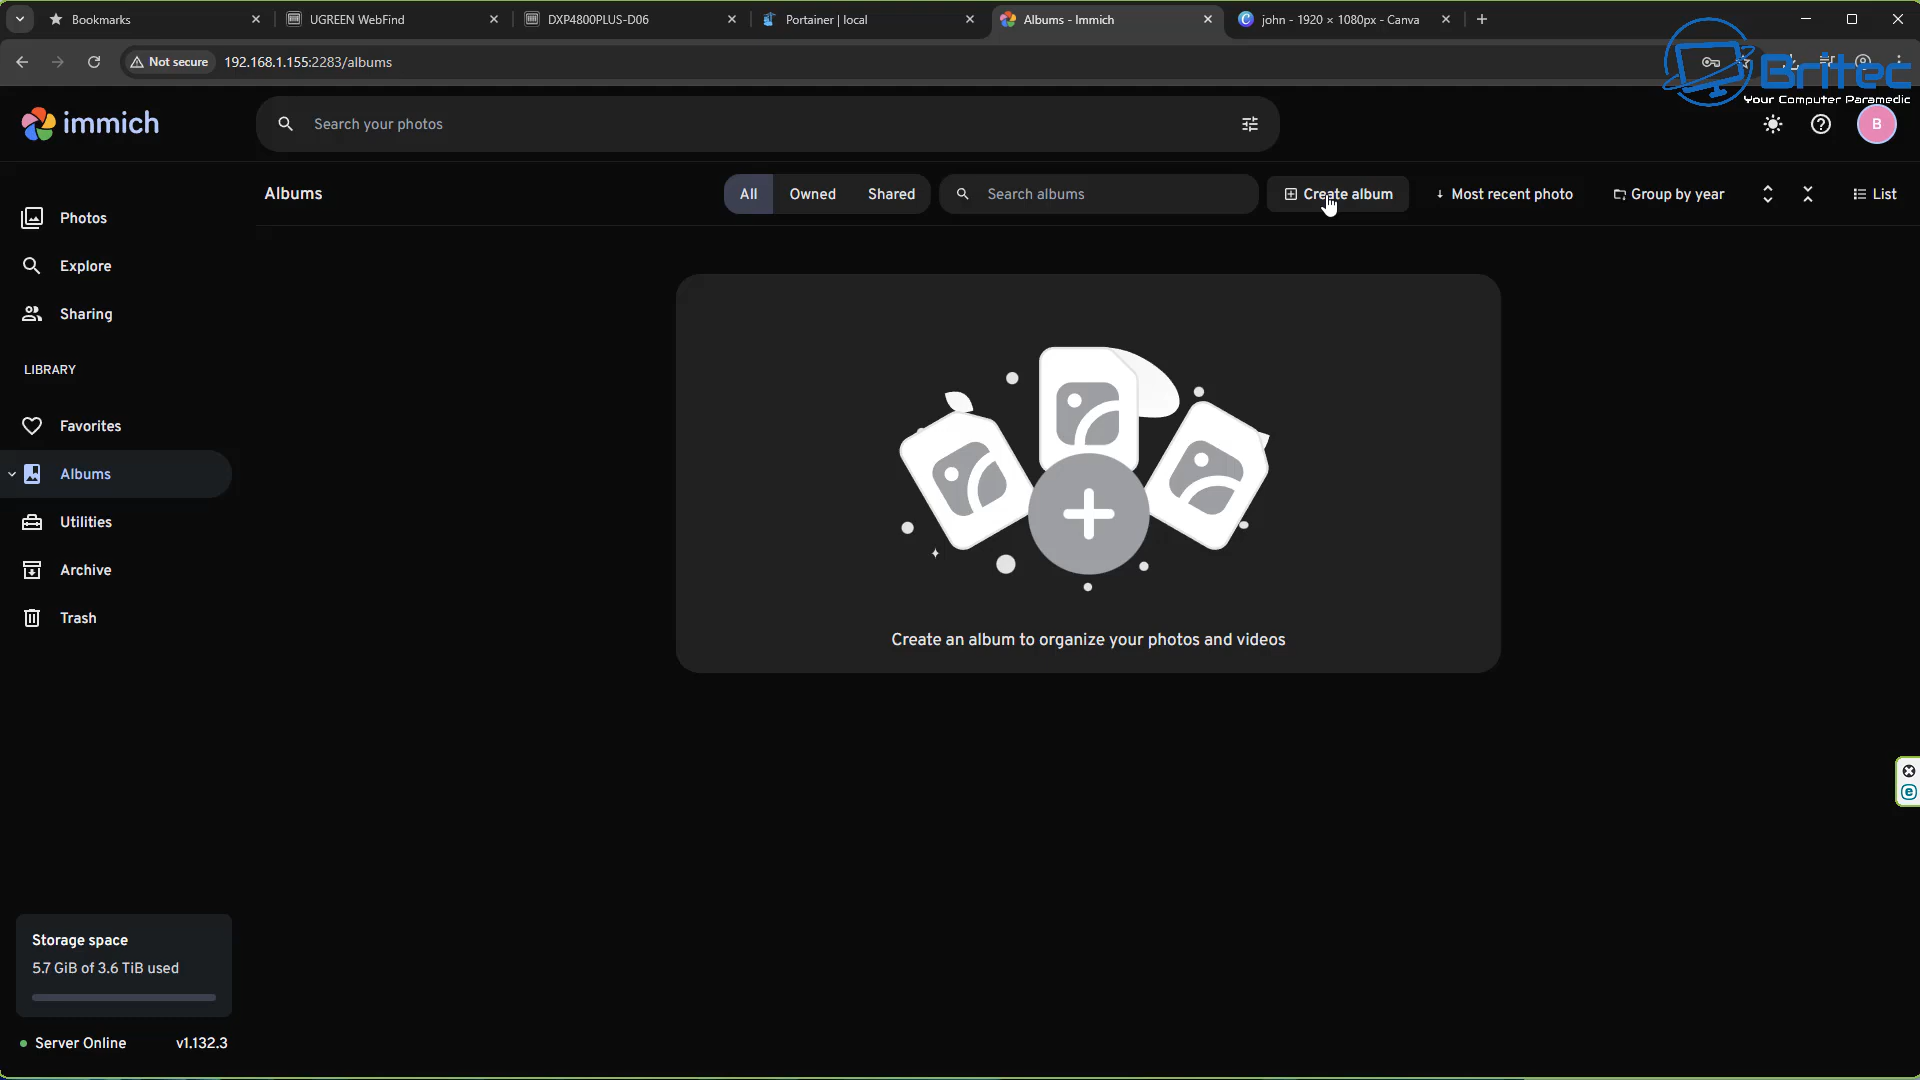 Bookmarks
UGREEN WebFind
DXP4800PLUS-D06
Portainer | local
Albums - Immich
john - 1920 × 1080px - Canva
Not secure
192.168.1.155:2283/albums
Britec
Your Computer Paramedic
immich
Search your photos
B
Albums
All
Owned
Shared
Search albums
Create album
Most recent photo
Group by year
List
Photos
Explore
Sharing
LIBRARY
Favorites
Albums
Utilities
Archive
Trash
Create an album to organize your photos and videos
Storage space
5.7 GiB of 3.6 TiB used
Server Online
v1.132.3